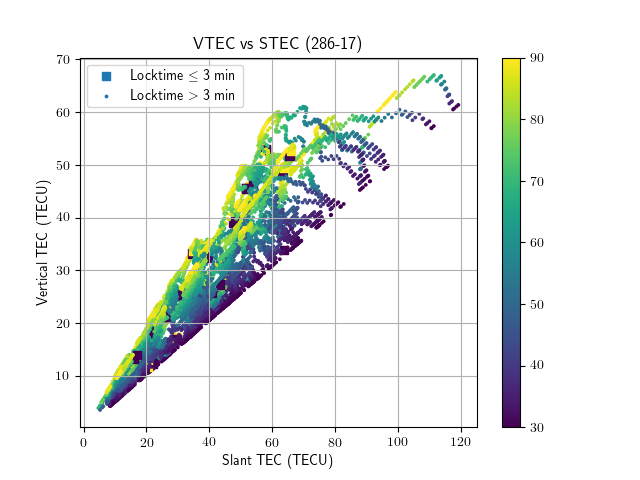 VTEC vs STEC (286-17)
Locktime ≤ 3 min
Locktime > 3 min
70
60
50
40
30
20
10
Vertical TEC (TECU)
0 20 40 60 80 100 120
Slant TEC (TECU)
90
80
70
60
50
40
30